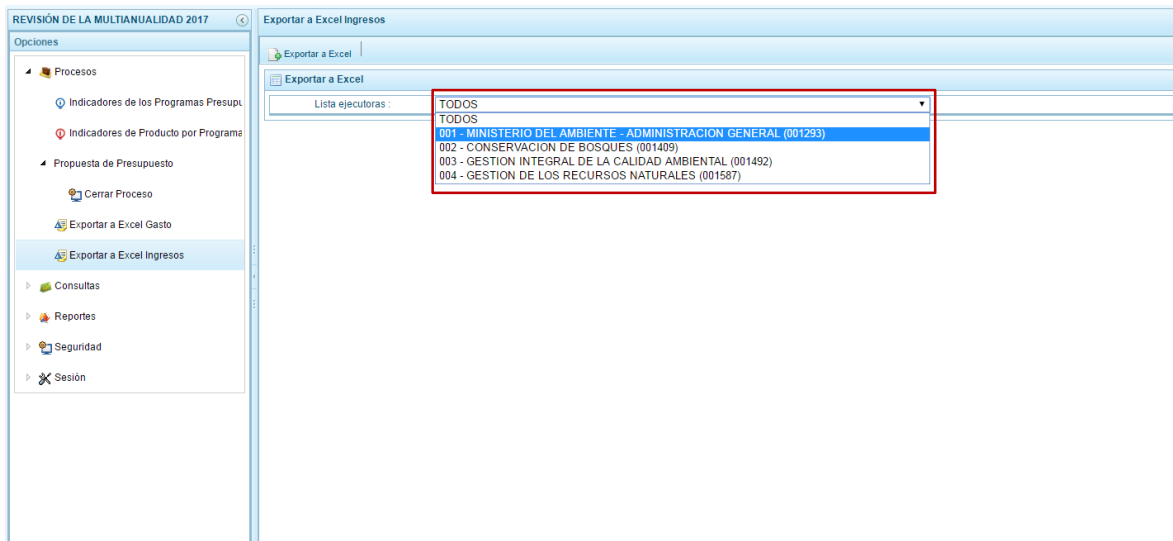 REVISIÓN DE LA MULTIANUALIDAD 2017
Opciones
Procesos
Indicadores de los Programas Presupu
Indicadores de Producto por Programa
Propuesta de Presupuesto
Cerrar Proceso
Exportar a Excel Gasto
Exportar a Excel Ingresos
Consultas
Reportes
Seguridad
Sesión
Exportar a Excel Ingresos
Exportar a Excel
Exportar a Excel
Lista ejecutoras : TODOS
TODOS
001 - MINISTERIO DEL AMBIENTE - ADMINISTRACION GENERAL (001293)
002 - CONSERVACION DE BOSQUES (001409)
003 - GESTION INTEGRAL DE LA CALIDAD AMBIENTAL (001492)
004 - GESTION DE LOS RECURSOS NATURALES (001587)